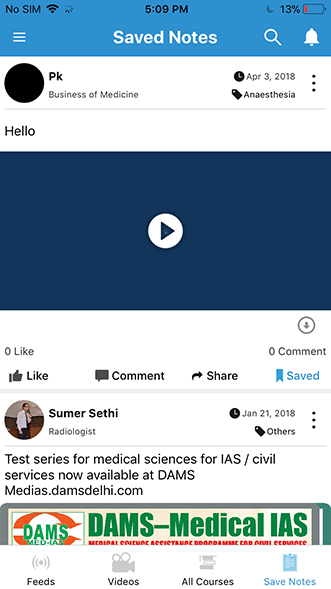 No SIM 5:09 PM 13%
Saved Notes
Pk Apr 3, 2018
Business of Medicine Anaesthesia
Hello
0 Like 0 Comment
Like Comment Share Saved
Sumer Sethi Jan 21, 2018
Radiologist Others
Test series for medical sciences for IAS / civil
services now available at DAMS
Medias.damsdelhi.com
DAMS DAMS–Medical IAS
MED-IAS MEDICAL SCIENCE ASSISTANCE PROGRAMME FOR CIVIL SERVICES
Feeds Videos All Courses Save Notes